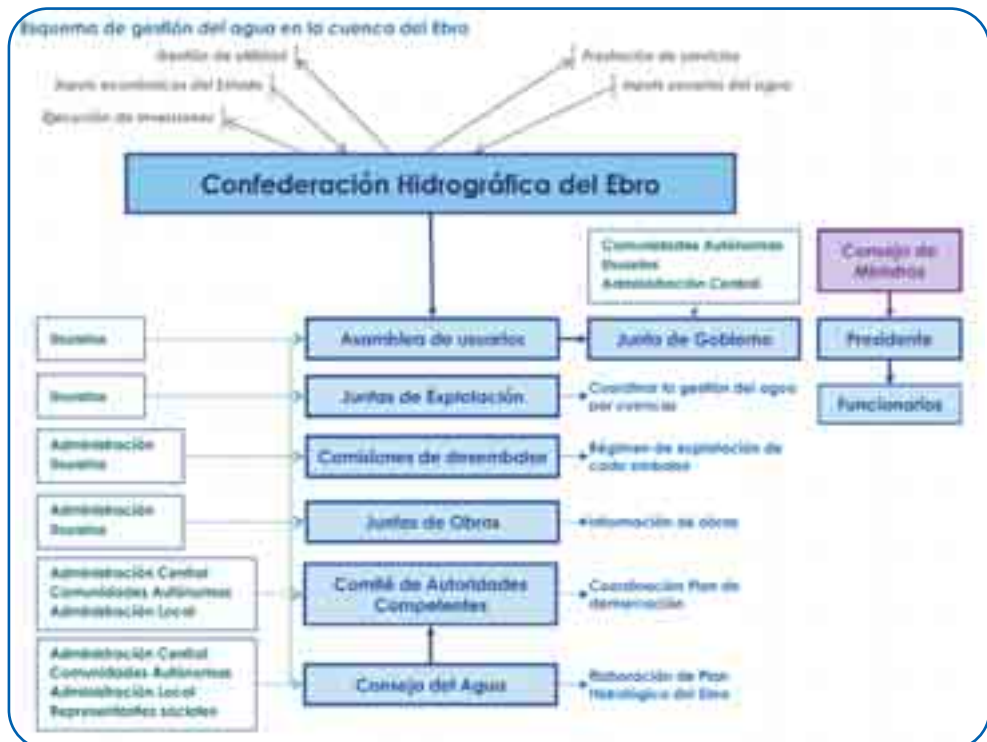 Esquema de gestión del agua en la cuenca del Ebro
Gestión de utilidad
Prestación de servicios
Inputs económicos del Estado
Inputs usuarios del agua
Ejecución de inversiones
Confederación Hidrográfica del Ebro
Comunidades Autónomas
Usuarios
Administración Central
Consejo de
Ministros
Usuarios
Asamblea de usuarios
Junta de Gobierno
Presidente
Usuarios
Juntas de Explotación
Coordinar la gestión del agua
por cuencas
Funcionarios
Administración
Usuarios
Comisiones de desembalse
Régimen de explotación de
cada embalse
Administración
Usuarios
Juntas de Obras
Información de obras
Administración Central
Comunidades Autónomas
Administración Local
Comité de Autoridades
Competentes
Coordinación Plan de
demarcación
Administración Central
Comunidades Autónomas
Administración Local
Representantes sociales
Consejo del Agua
Elaboración de Plan
Hidrológico del Ebro